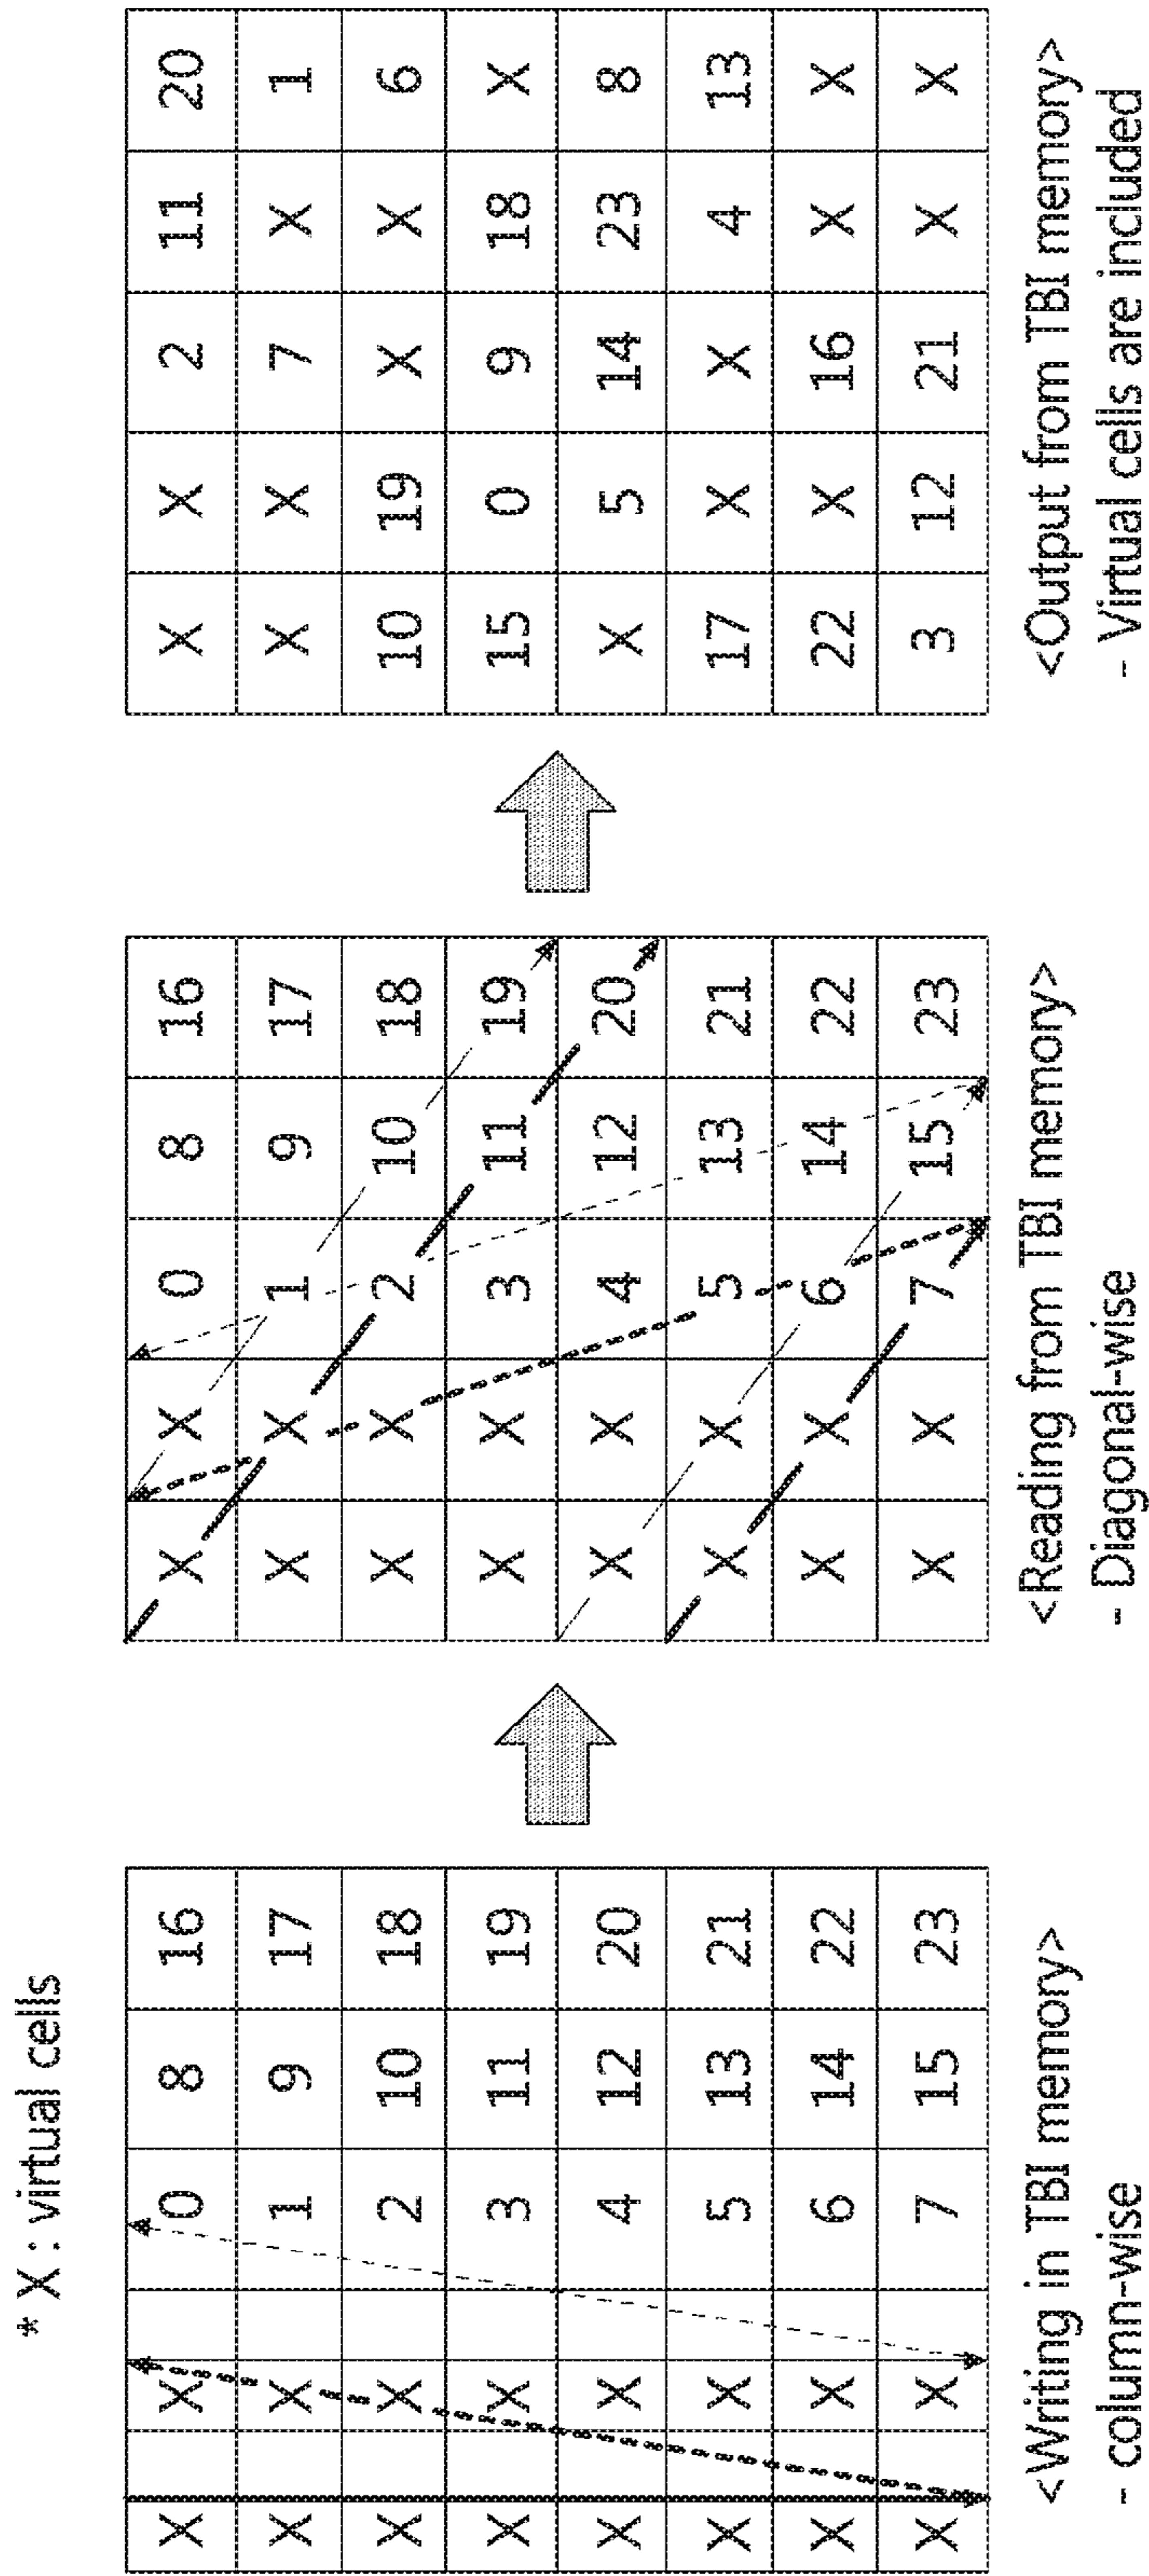 * X : virtual cells
X X 0 8 16 X X 0 8 16 X X 2 11 20
X X 1 9 17 X X 1 9 17 X X 7 X 1
X X 2 10 18 X X 2 10 18 10 19 X X 6
X X 3 11 19 X X 3 11 19 15 0 9 18 X
X X 4 12 20 X X 4 12 20 X 5 14 23 8
X X 5 13 21 X X 5 13 21 17 X X 4 13
X X 6 14 22 X X 6 14 22 22 X 16 X X
X X 7 15 23 X X 7 15 23 3 12 21 X X
<Writing in TBI memory>
- column-wise
<Reading from TBI memory>
- Diagonal-wise
<Output from TBI memory>
- Virtual cells are included